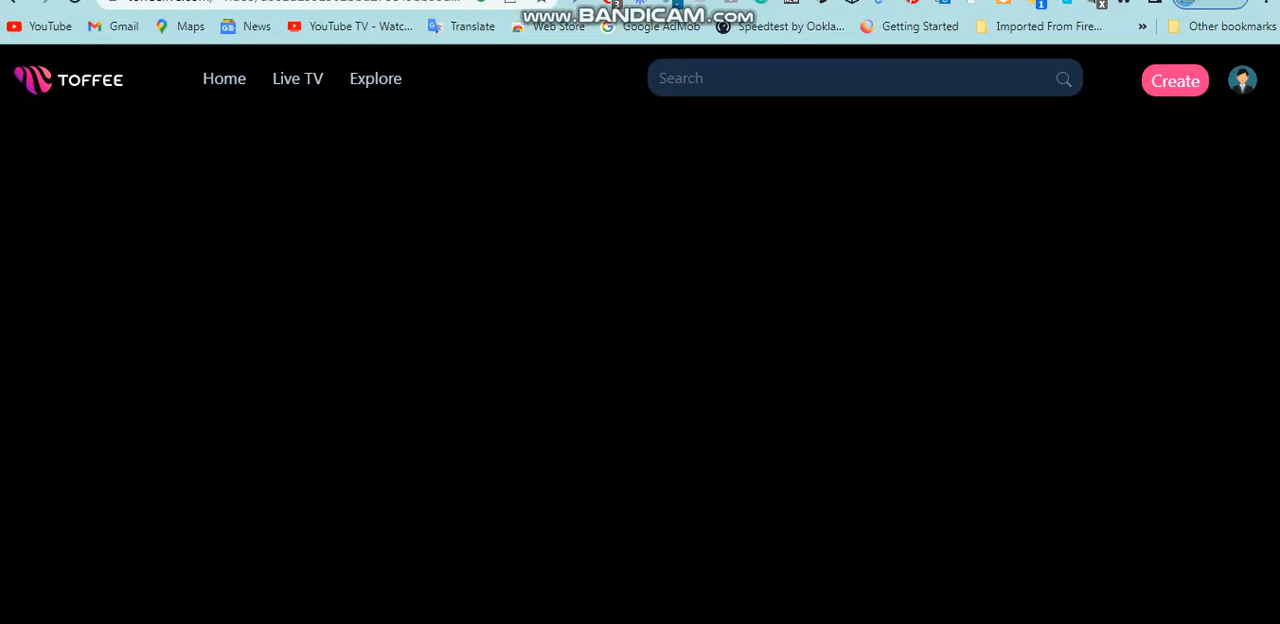 www.BANDICAM.com
YouTube Gmail Maps News YouTube TV - Watc... Translate Web Store Google AdMob Speedtest by Ookla... Getting Started Imported From Fire... » Other bookmarks
TOFFEE Home Live TV Explore Search Create